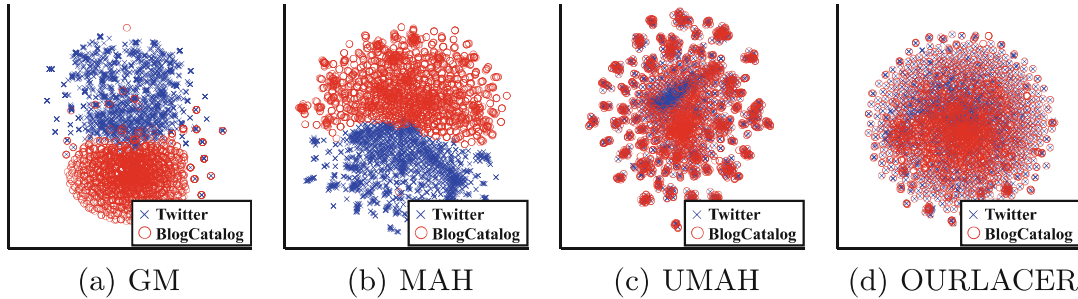 Twitter
BlogCatalog
Twitter
BlogCatalog
Twitter
BlogCatalog
Twitter
BlogCatalog
(a) GM
(b) MAH
(c) UMAH
(d) OURLACER